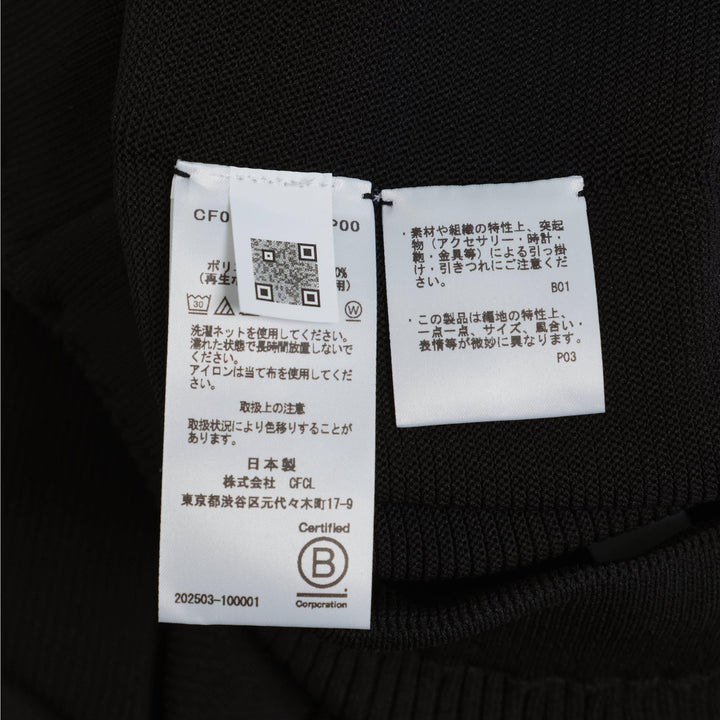 CF0 P00
ポリエ 0%
(再生ポ 用)
30 W
洗濯ネットを使用してください。
濡れた状態で長時間放置しないで
ください。
アイロンは当て布を使用してくだ
さい。
取扱上の注意
取扱状況により色移りすることが
あります。
日本製
株式会社 CFCL
東京都渋谷区元代々木町17-9
Certified
B
Corporation
202503-100001
・素材や組織の特性上、突起
物(アクセサリー・時計・
鞄・金具等)による引っ掛
け・引きつれにご注意くだ
さい。
B01
・この製品は編地の特性上、
一点一点、サイズ、風合い・
表情等が微妙に異なります。
P03